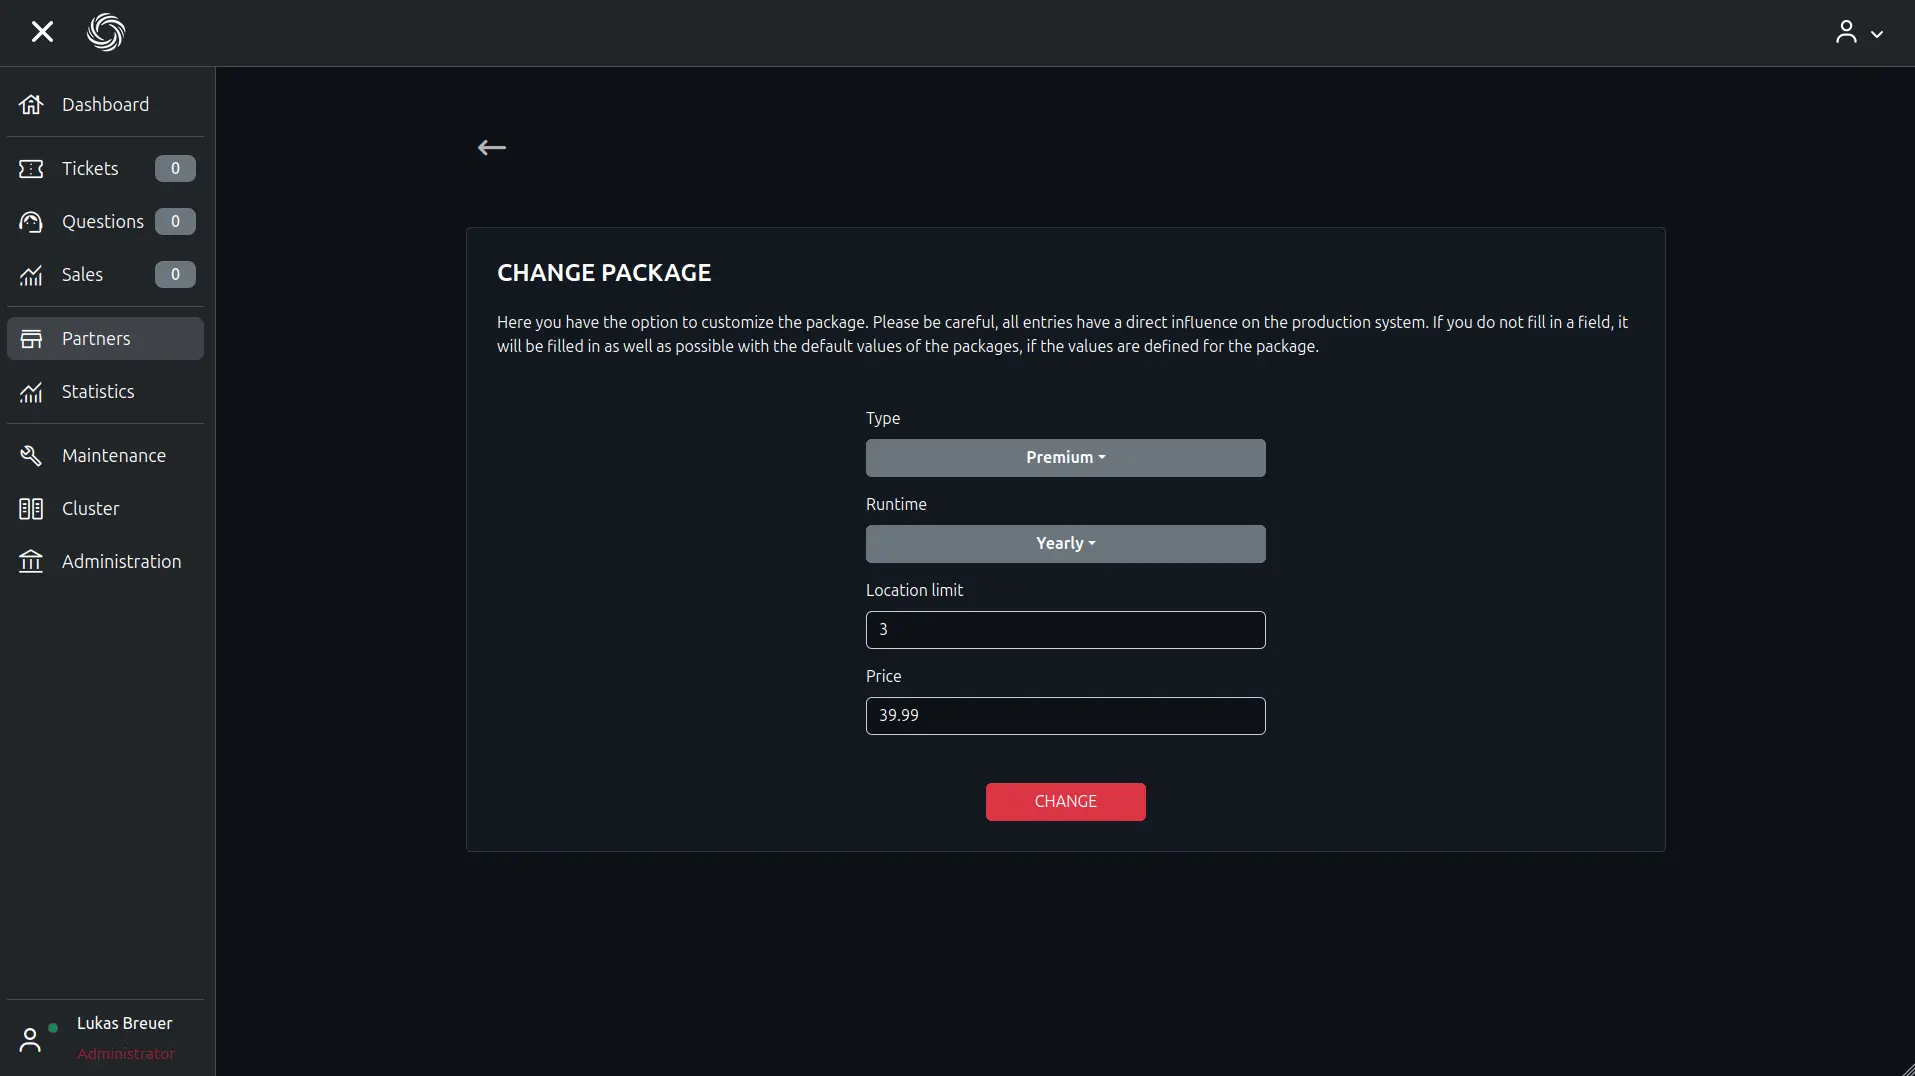 Dashboard
Tickets 0
Questions 0
Sales 0
Partners
Statistics
Maintenance
Cluster
Administration
Lukas Breuer
Administrator
CHANGE PACKAGE
Here you have the option to customize the package. Please be careful, all entries have a direct influence on the production system. If you do not fill in a field, it
will be filled in as well as possible with the default values of the packages, if the values are defined for the package.
Type
Premium
Runtime
Yearly
Location limit
3
Price
39.99
CHANGE